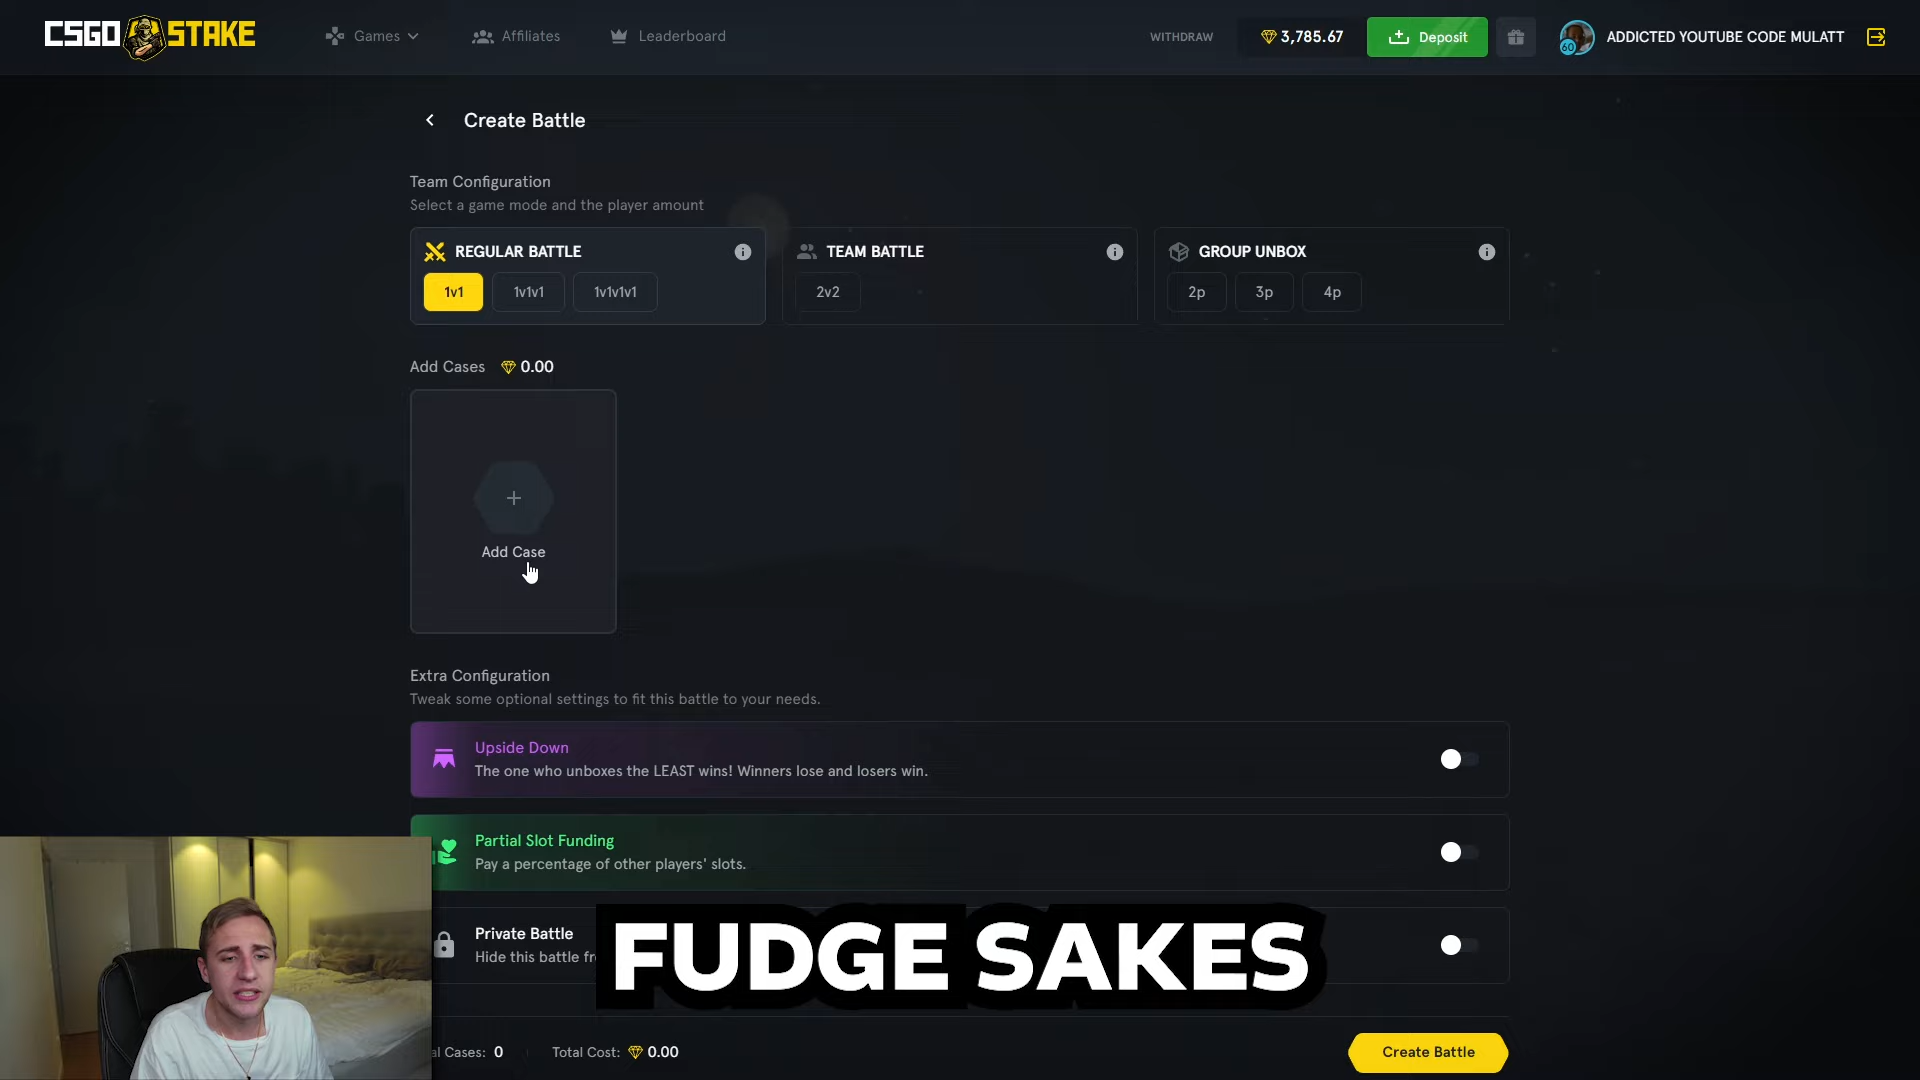 CSGO STAKE
Games
Affiliates
Leaderboard
WITHDRAW
3,785.67
Deposit
60
ADDICTED YOUTUBE CODE MULATT
Create Battle
Team Configuration
Select a game mode and the player amount
REGULAR BATTLE
1v1
1v1v1
1v1v1v1
TEAM BATTLE
2v2
GROUP UNBOX
2p
3p
4p
Add Cases 0.00
Add Case
Extra Configuration
Tweak some optional settings to fit this battle to your needs.
Upside Down
The one who unboxes the LEAST wins! Winners lose and losers win.
Partial Slot Funding
Pay a percentage of other players' slots.
Private Battle
Hide this battle
FUDGE SAKES
Cases: 0
Total Cost: 0.00
Create Battle